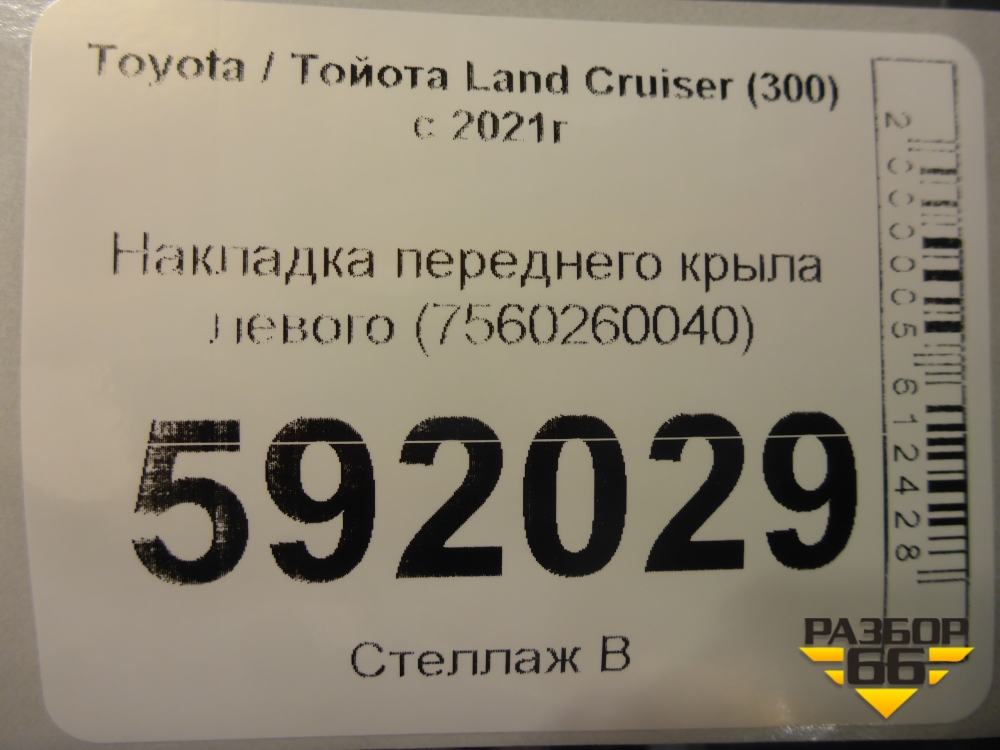 Toyota / Тойота Land Cruiser (300)
с 2021г
Накладка переднего крыла
левого (7560260040)
592029
Стеллаж В
2000005612428
РАЗБОР
66